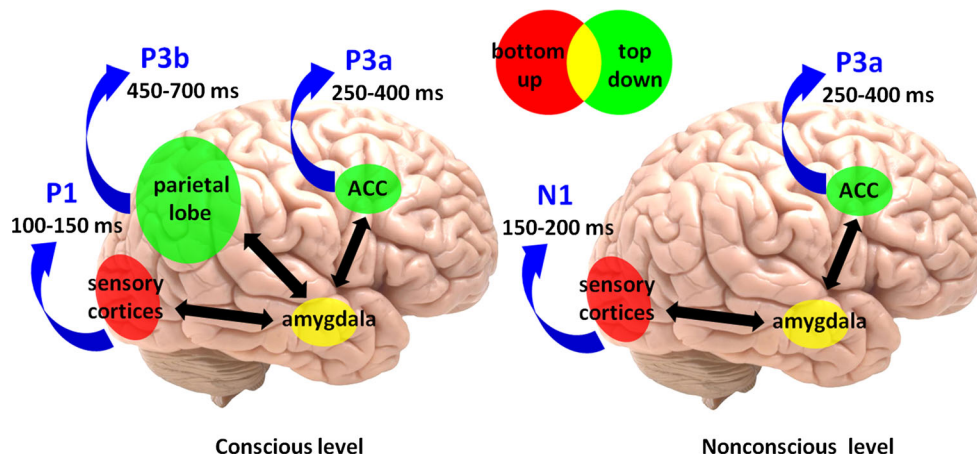 P3b
450-700 ms
P3a
250-400 ms
bottom
up
top
down
P3a
250-400 ms
parietal
lobe
ACC
P1
100-150 ms
sensory
cortices
amygdala
ACC
N1
150-200 ms
sensory
cortices
amygdala
Conscious level
Nonconscious level